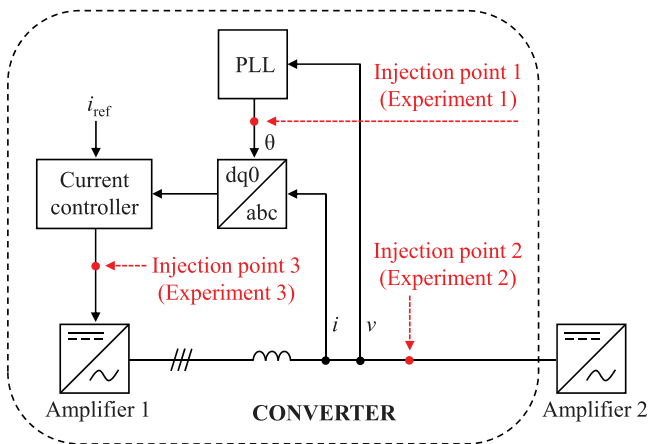 PLL
Injection point 1
(Experiment 1)
i_ref
θ
Current
controller
dq0
abc
Injection point 2
(Experiment 2)
Injection point 3
(Experiment 3)
i
v
Amplifier 1
CONVERTER
Amplifier 2